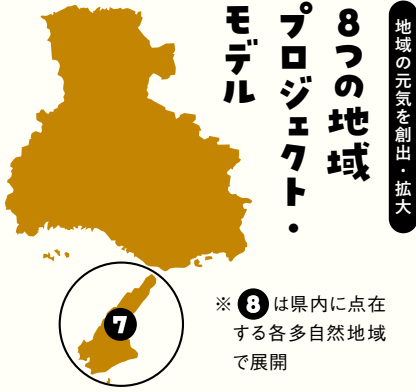 地域の元気を創出・拡大
8つの地域
プロジェクト・
モデル
7
※8は県内に点在
する各多自然地域
で展開